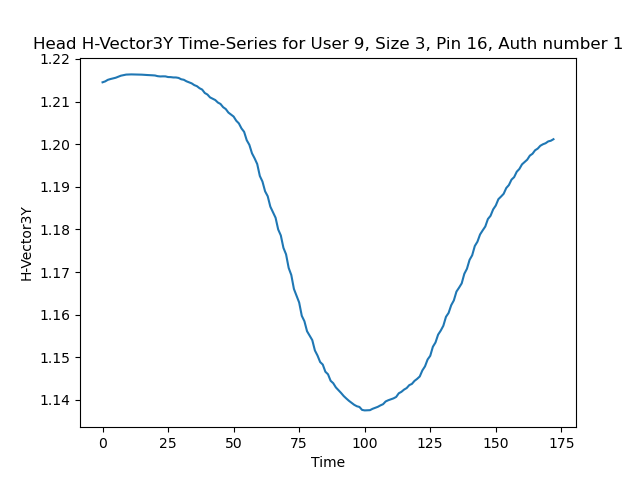 Head H-Vector3Y Time-Series for User 9, Size 3, Pin 16, Auth number 1
1.22
1.21
1.20
1.19
1.18
1.17
1.16
1.15
1.14
H-Vector3Y
0 25 50 75 100 125 150 175
Time